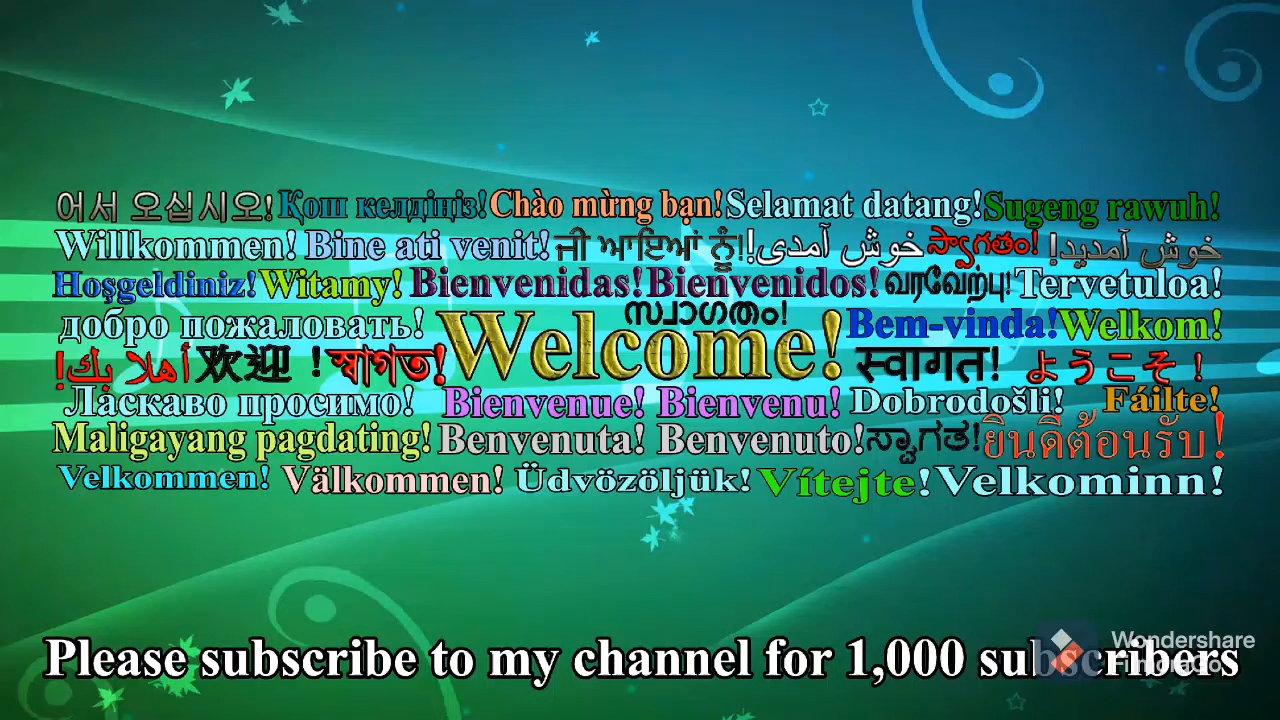 어서 오십시오! Қош келдіңіз! Chào mừng bạn! Selamat datang! Sugeng rawuh!
Willkommen! Bine ati venit! ਜੀ ਆਇਆਂ ਨੂੰ! خوش آمدی! స్వాగతం! خوش آمدید!
Hoşgeldiniz! Witamy! Bienvenidas! Bienvenidos! வரவேற்பு! Tervetuloa!
സ്വാഗതം!
добро пожаловать! Welcome! Bem-vinda! Welkom!
أهلا بك! 欢迎！ স্বাগত! स्वागत! ようこそ！
Ласкаво просимо! Bienvenue! Bienvenu! Dobrodošli! Fáilte!
Maligayang pagdating! Benvenuta! Benvenuto! ಸ್ವಾಗತ! ยินดีต้อนรับ!
Velkommen! Välkommen! Üdvözöljük! Vítejte! Velkominn!
Please subscribe to my channel for 1,000 subscribers
Wondershare
Filmorago